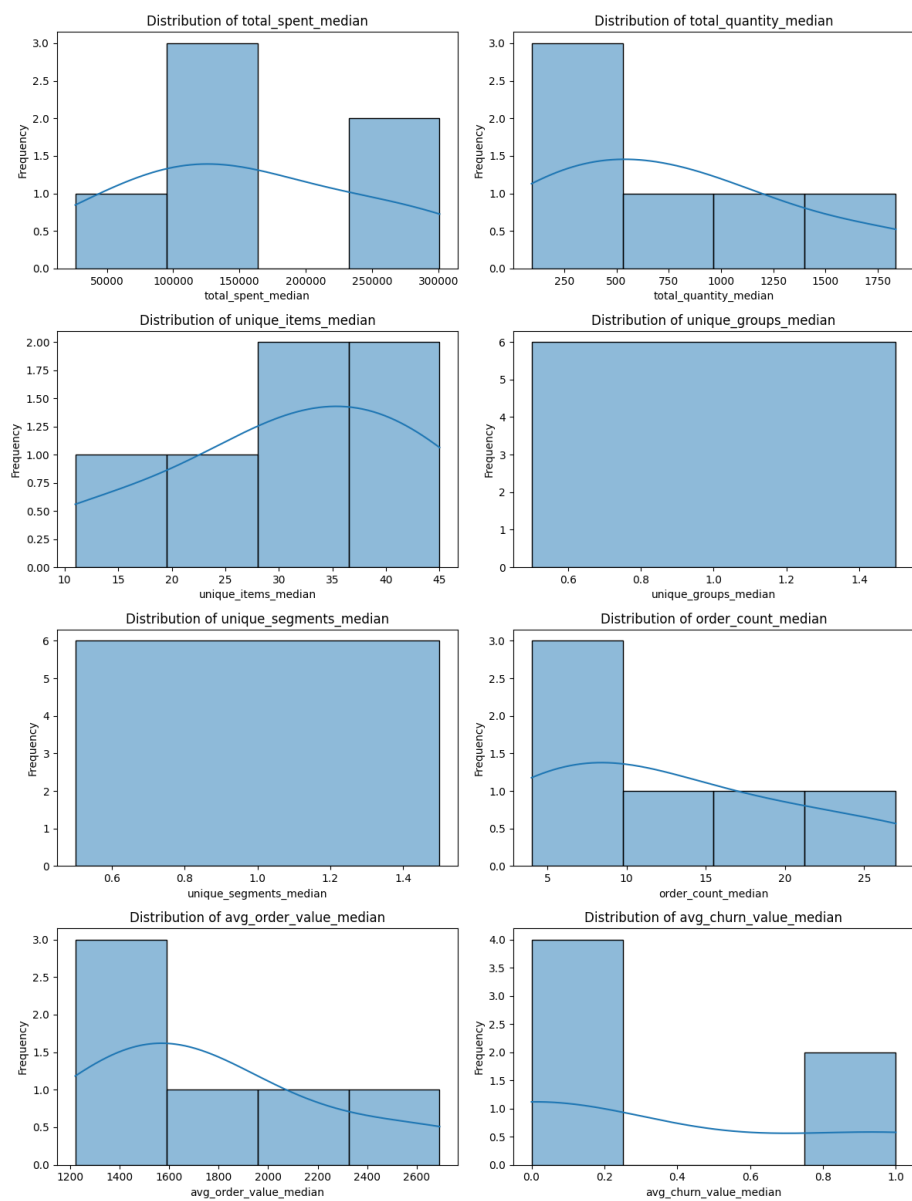 Distribution of total_spent_median
Frequency
3.0
2.5
2.0
1.5
1.0
0.5
0.0
50000 100000 150000 200000 250000 300000
total_spent_median
Distribution of total_quantity_median
Frequency
3.0
2.5
2.0
1.5
1.0
0.5
0.0
250 500 750 1000 1250 1500 1750
total_quantity_median
Distribution of unique_items_median
Frequency
2.00
1.75
1.50
1.25
1.00
0.75
0.50
0.25
0.00
10 15 20 25 30 35 40 45
unique_items_median
Distribution of unique_groups_median
Frequency
6
5
4
3
2
1
0
0.6 0.8 1.0 1.2 1.4
unique_groups_median
Distribution of unique_segments_median
Frequency
6
5
4
3
2
1
0
0.6 0.8 1.0 1.2 1.4
unique_segments_median
Distribution of order_count_median
Frequency
3.0
2.5
2.0
1.5
1.0
0.5
0.0
5 10 15 20 25
order_count_median
Distribution of avg_order_value_median
Frequency
3.0
2.5
2.0
1.5
1.0
0.5
0.0
1200 1400 1600 1800 2000 2200 2400 2600
avg_order_value_median
Distribution of avg_churn_value_median
Frequency
4.0
3.5
3.0
2.5
2.0
1.5
1.0
0.5
0.0
0.0 0.2 0.4 0.6 0.8 1.0
avg_churn_value_median